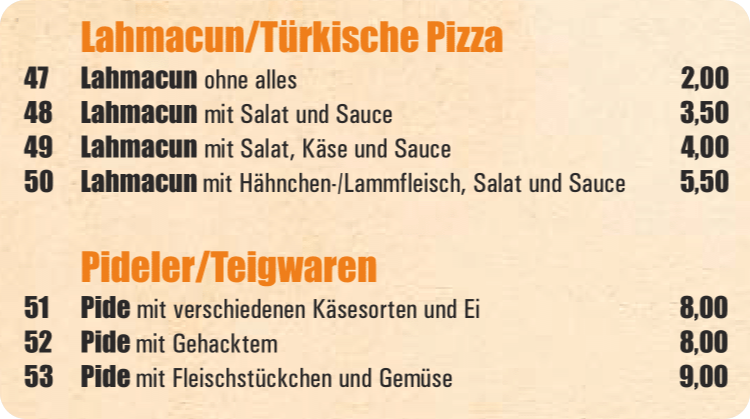 Lahmacun/Türkische Pizza
47 Lahmacun ohne alles 2,00
48 Lahmacun mit Salat und Sauce 3,50
49 Lahmacun mit Salat, Käse und Sauce 4,00
50 Lahmacun mit Hähnchen-/Lammfleisch, Salat und Sauce 5,50
Pideler/Teigwaren
51 Pide mit verschiedenen Käsesorten und Ei 8,00
52 Pide mit Gehacktem 8,00
53 Pide mit Fleischstückchen und Gemüse 9,00